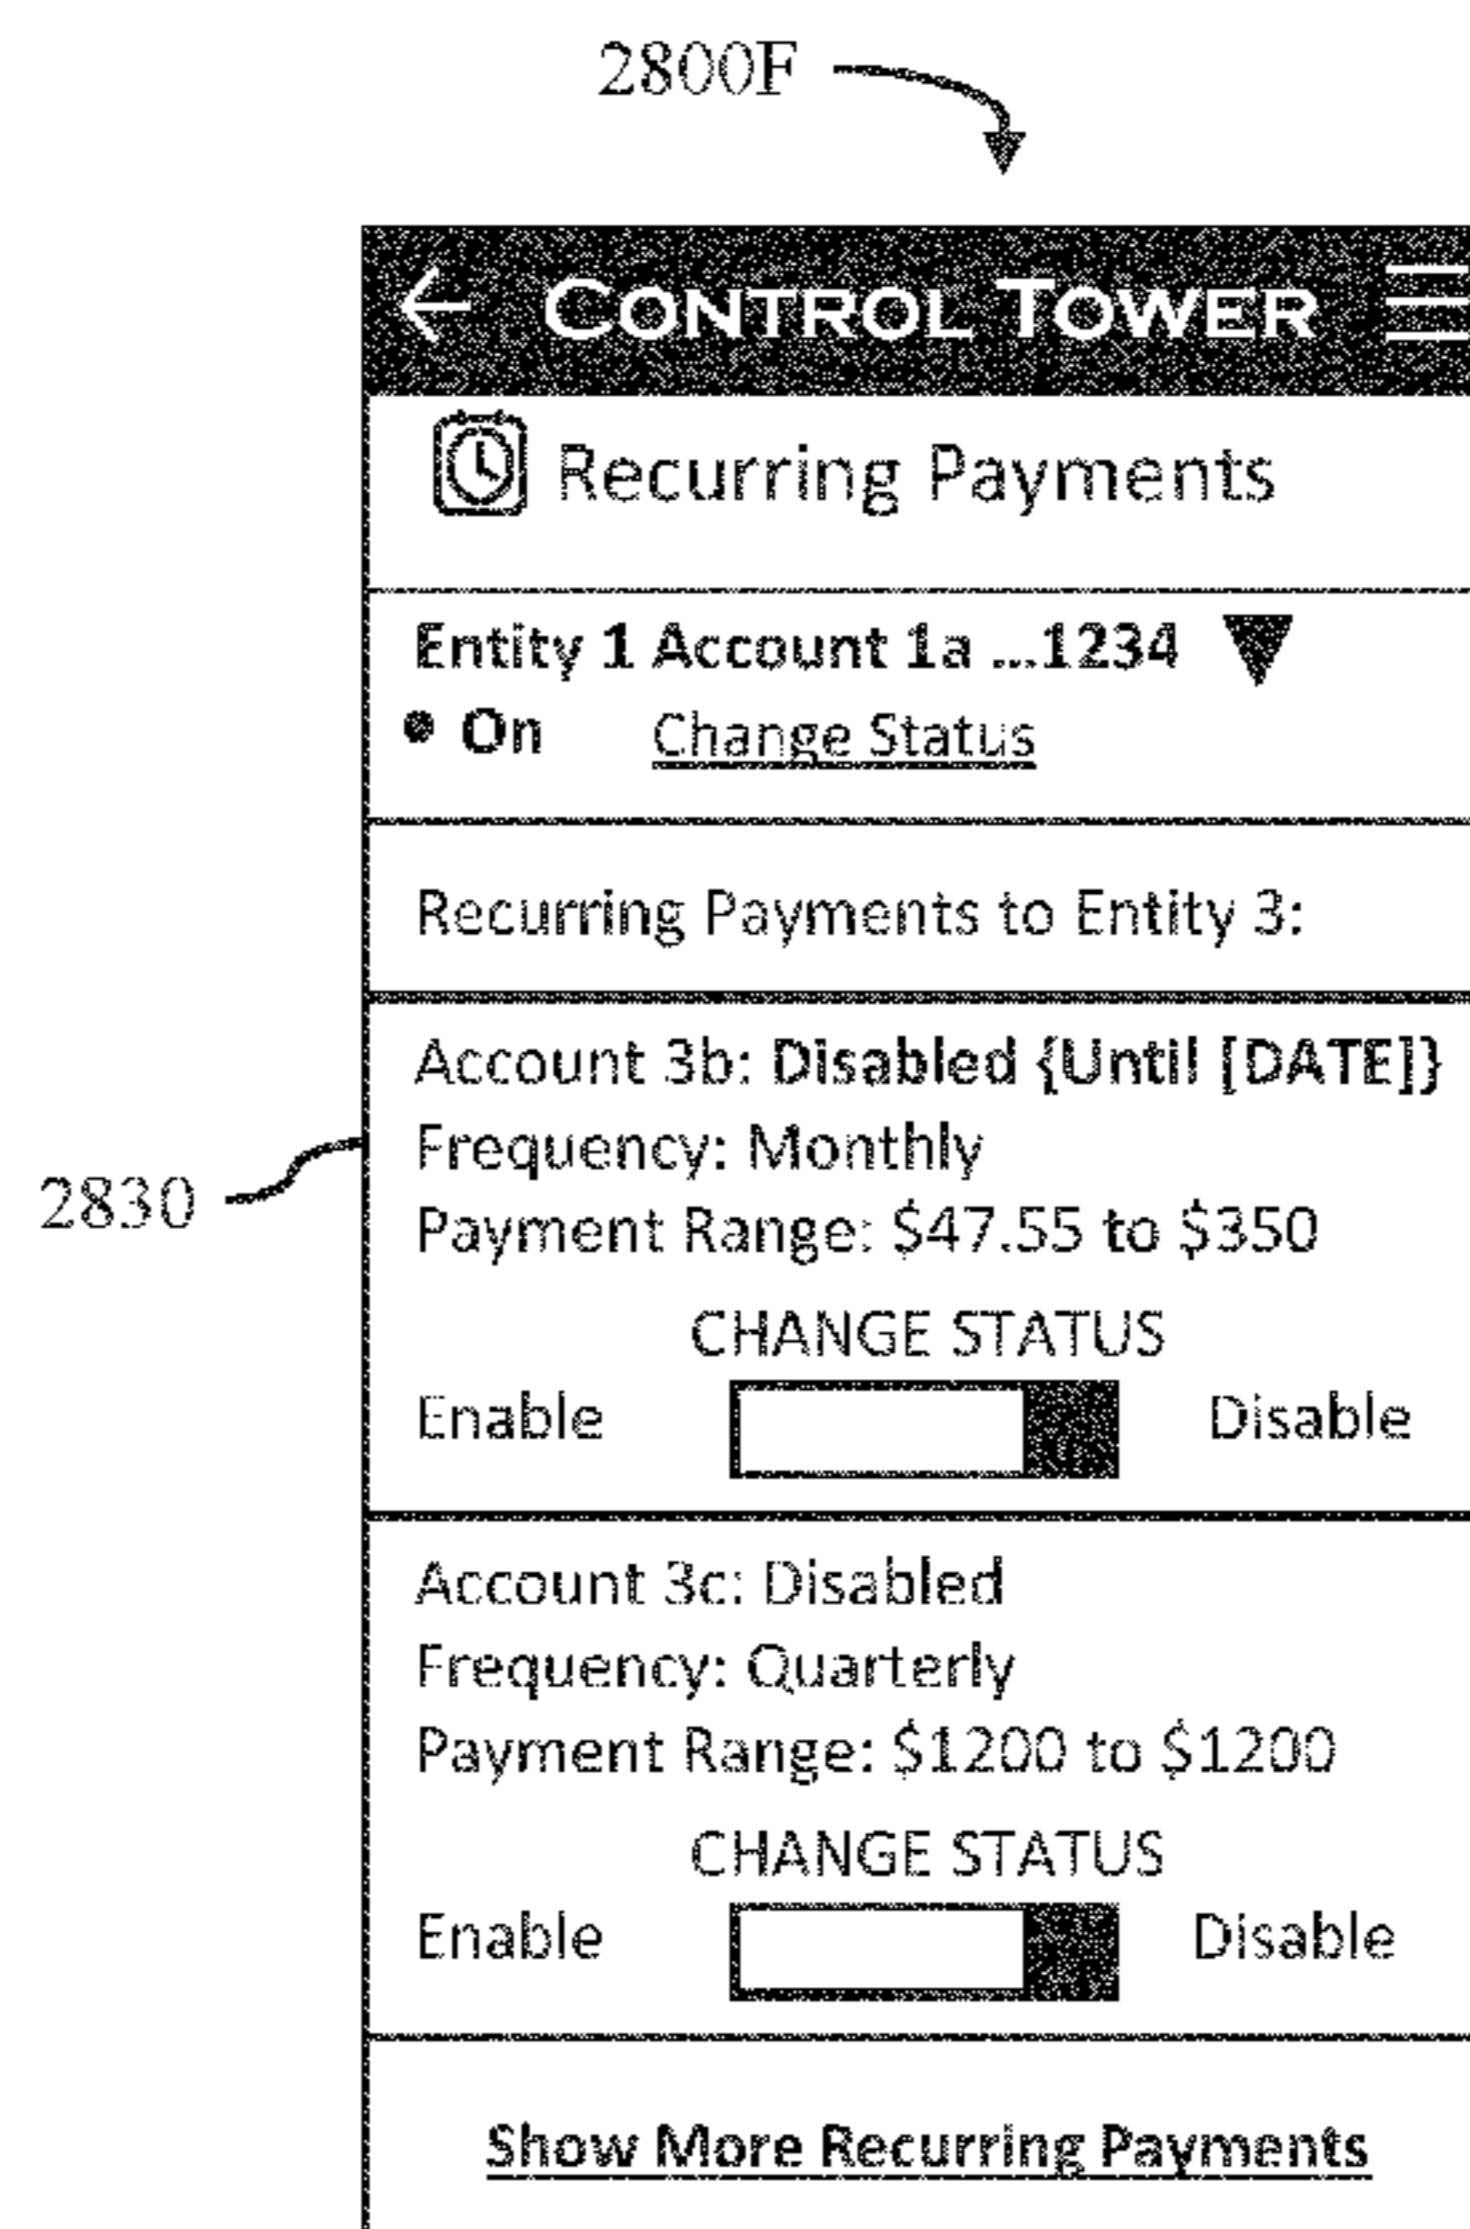 2800F
CONTROL TOWER
Recurring Payments
Entity 1 Account 1a ...1234
On Change Status
Recurring Payments to Entity 3:
Account 3b: Disabled {Until [DATE]}
Frequency: Monthly
2830
Payment Range: $47.55 to $350
CHANGE STATUS
Enable Disable
Account 3c: Disabled
Frequency: Quarterly
Payment Range: $1200 to $1200
CHANGE STATUS
Enable Disable
Show More Recurring Payments